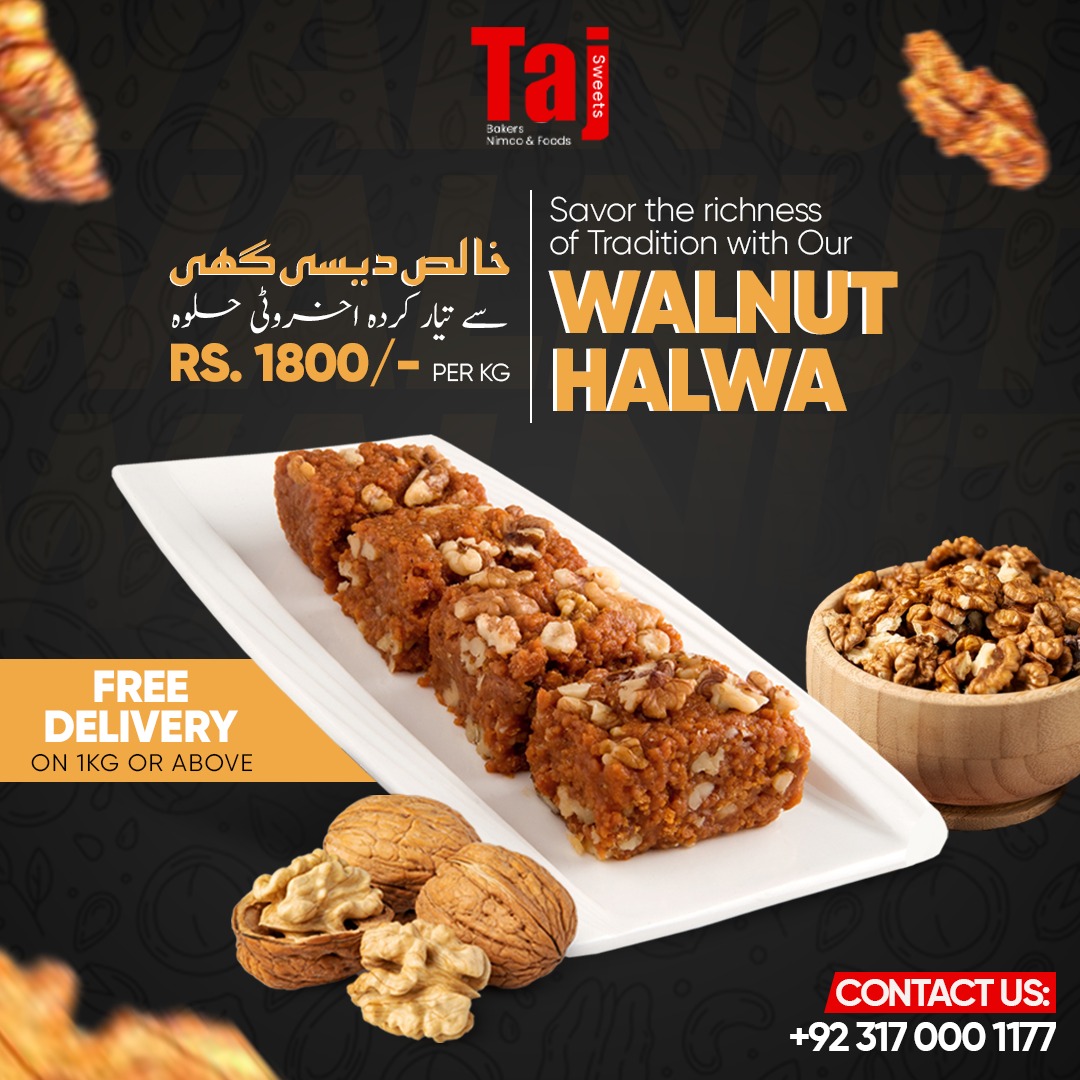 Taj
Sweets
Bakers
Nimco & Foods
خالص دیسی گھی
سے تیار کردہ اخروٹی حلوہ
RS. 1800/- PER KG
Savor the richness
of Tradition with Our
WALNUT
HALWA
FREE
DELIVERY
ON 1KG OR ABOVE
CONTACT US:
+92 317 000 1177